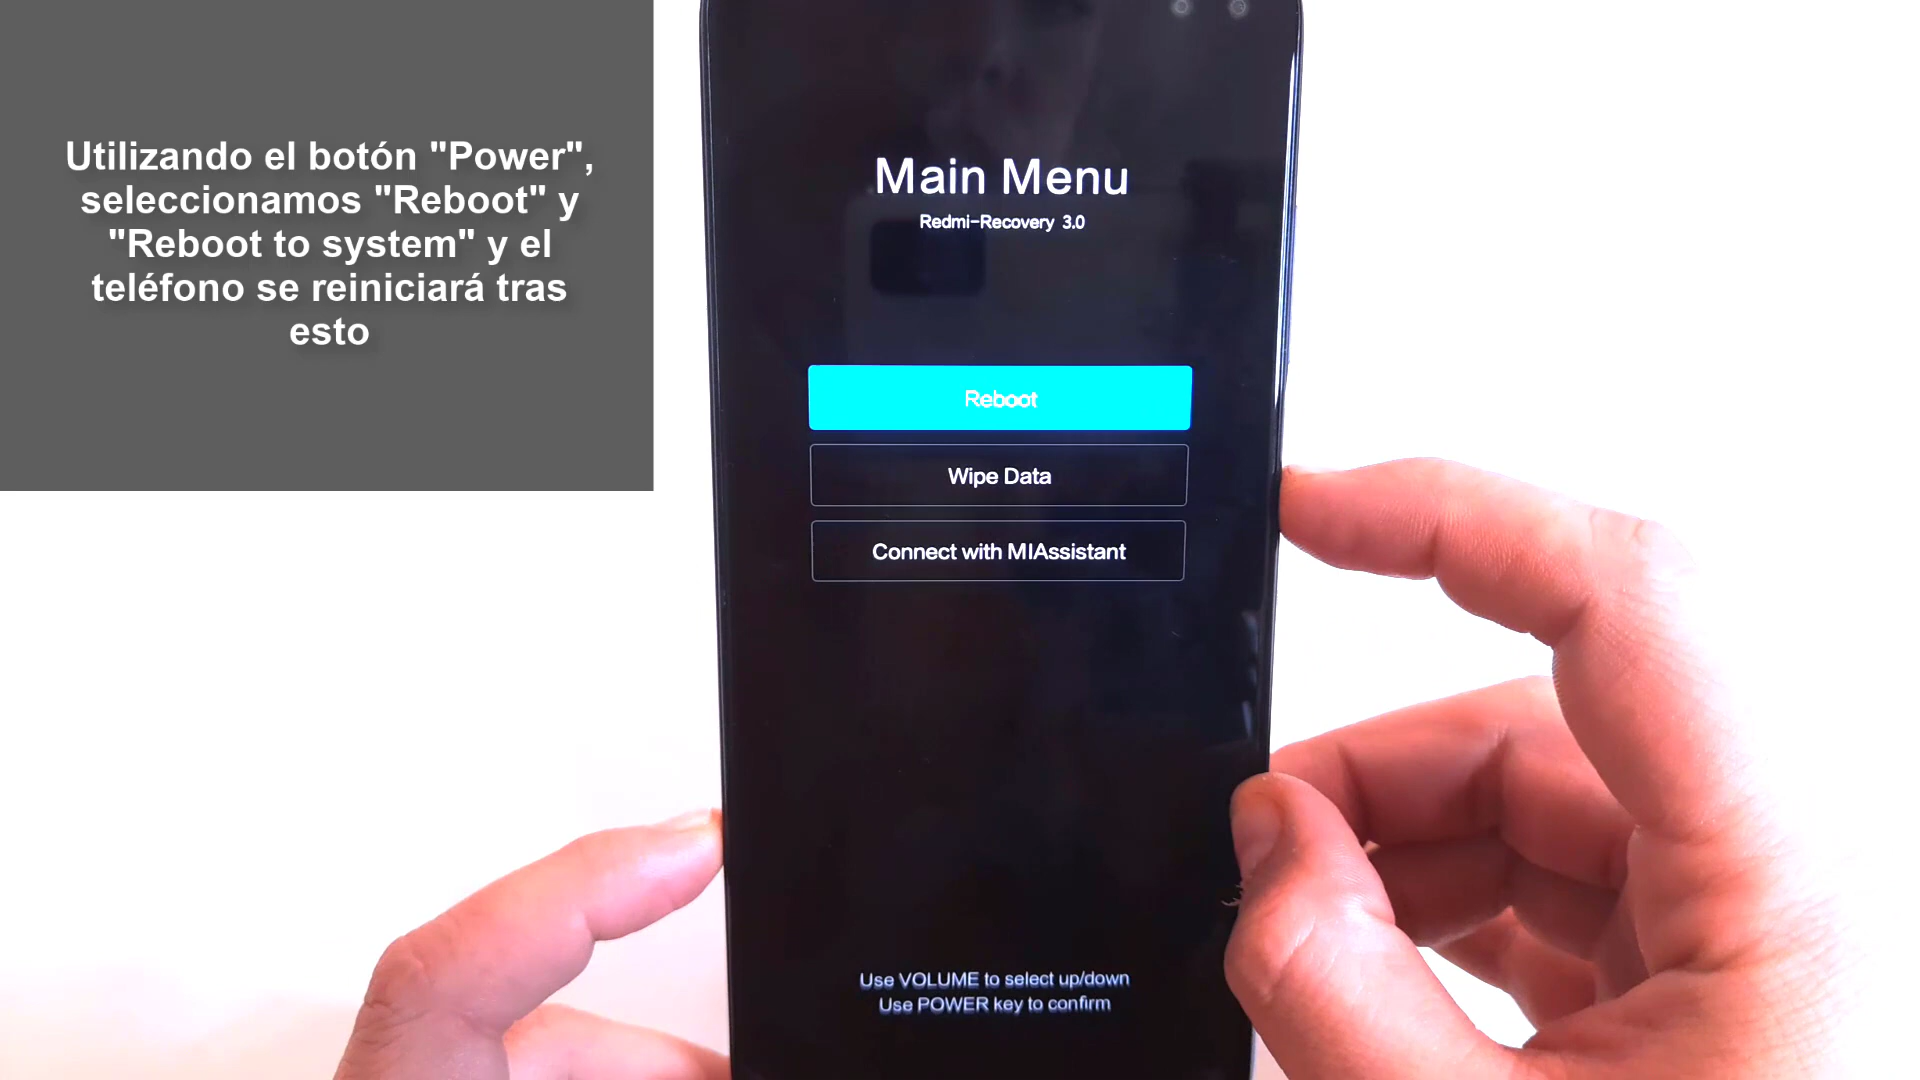 Utilizando el botón "Power",
seleccionamos "Reboot" y
"Reboot to system" y el
teléfono se reiniciará tras
esto
Main Menu
Redmi-Recovery 3.0
Reboot
Wipe Data
Connect with MIAssistant
Use VOLUME to select up/down
Use POWER key to confirm